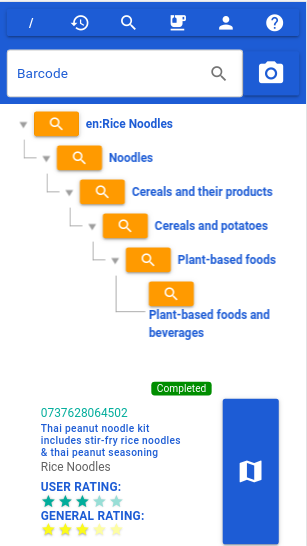 /
Barcode
en:Rice Noodles
Noodles
Cereals and their products
Cereals and potatoes
Plant-based foods
Plant-based foods and
beverages
Completed
0737628064502
Thai peanut noodle kit
includes stir-fry rice noodles
& thai peanut seasoning
Rice Noodles
USER RATING:
GENERAL RATING: